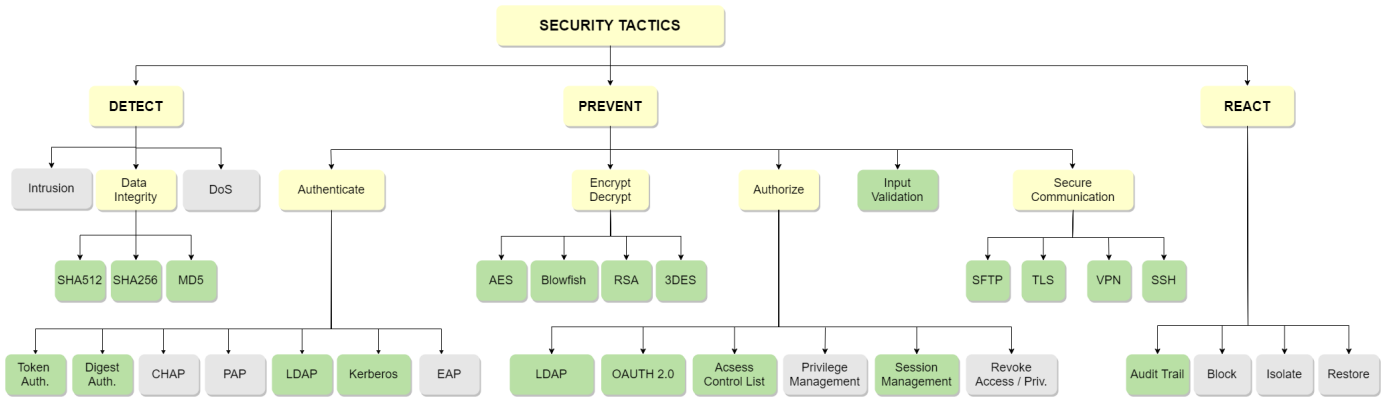 SECURITY TACTICS
DETECT
PREVENT
REACT
Intrusion
Data
Integrity
DoS
Authenticate
Encrypt
Decrypt
Authorize
Input
Validation
Secure
Communication
SHA512
SHA256
MD5
AES
Blowfish
RSA
3DES
SFTP
TLS
VPN
SSH
Token
Auth.
Digest
Auth.
CHAP
PAP
LDAP
Kerberos
EAP
LDAP
OAUTH 2.0
Acsess
Control List
Privilege
Management
Session
Management
Revoke
Access / Priv.
Audit Trail
Block
Isolate
Restore